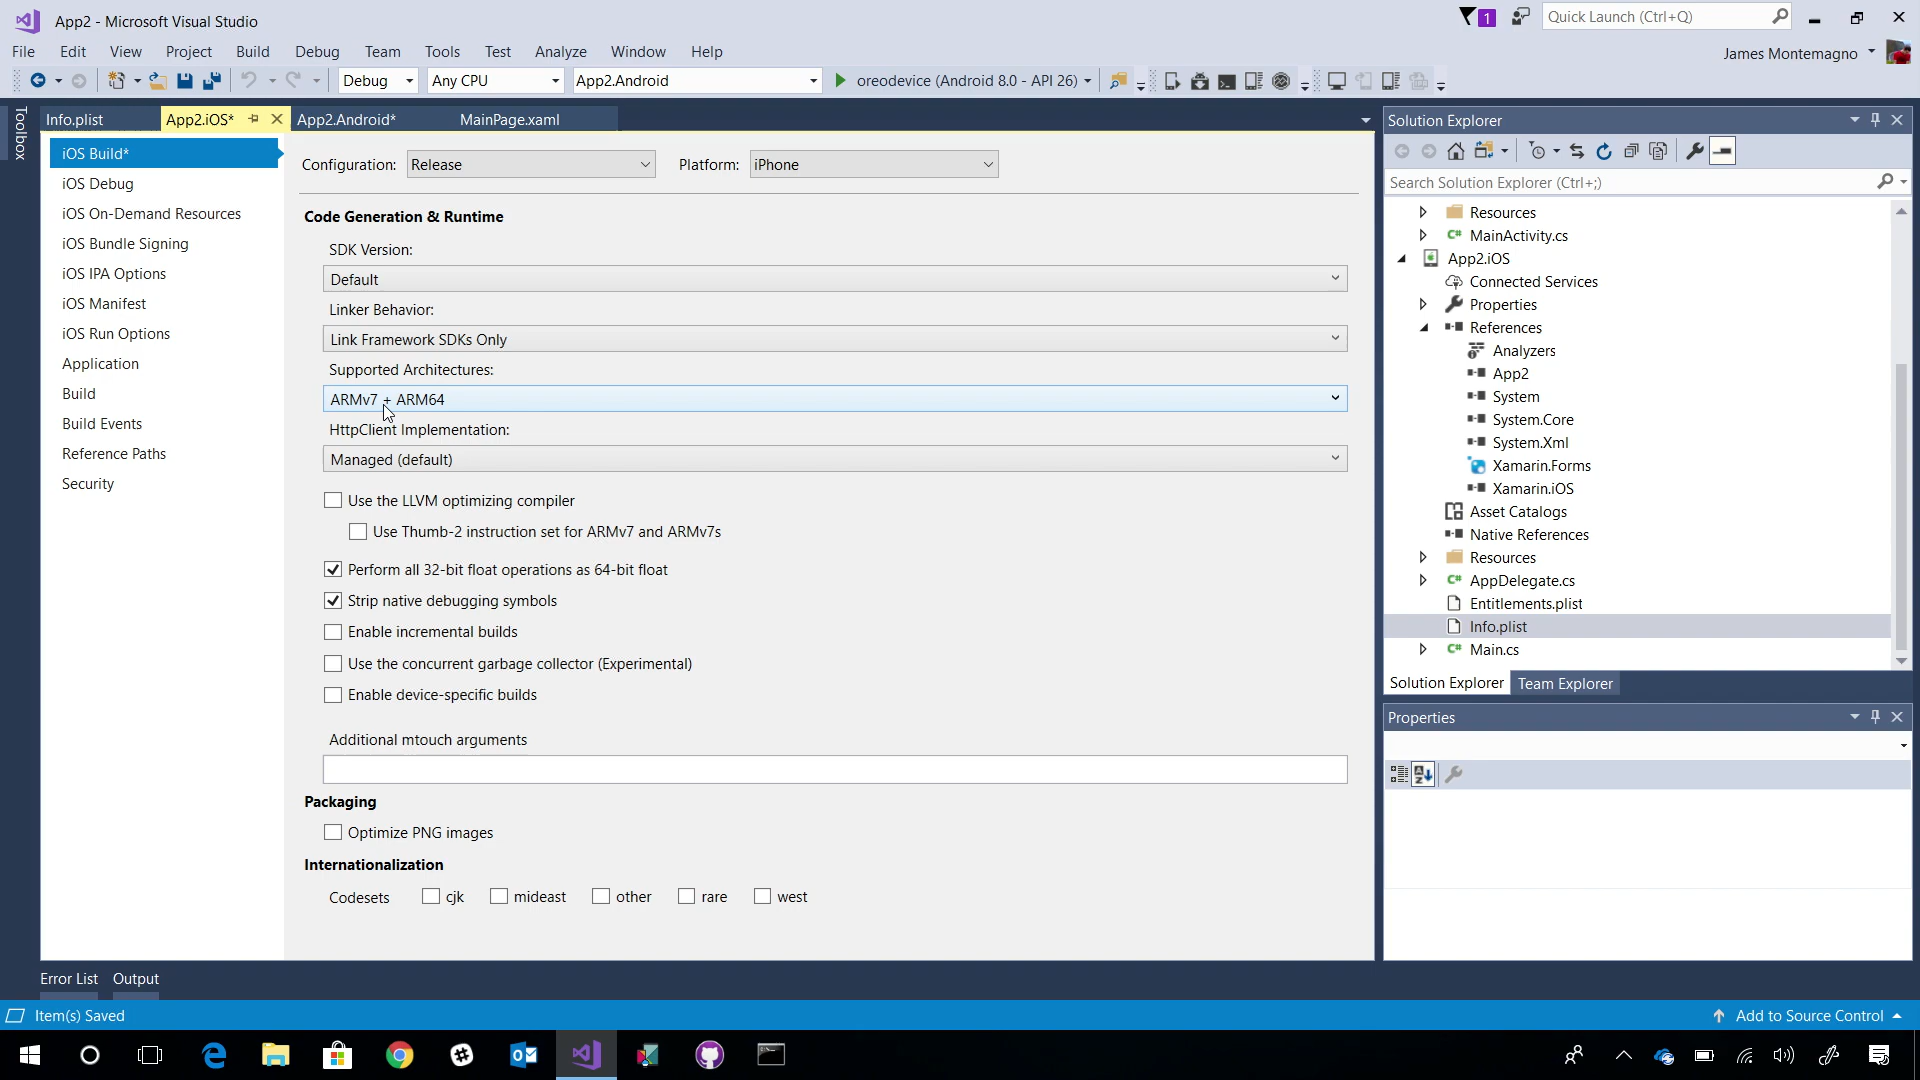 App2 - Microsoft Visual Studio
1
Quick Launch (Ctrl+Q)
File Edit View Project Build Debug Team Tools Test Analyze Window Help
James Montemagno
Debug Any CPU App2.Android oreodevice (Android 8.0 - API 26)
Toolbox
Info.plist App2.iOS* App2.Android* MainPage.xaml
iOS Build*
iOS Debug
iOS On-Demand Resources
iOS Bundle Signing
iOS IPA Options
iOS Manifest
iOS Run Options
Application
Build
Build Events
Reference Paths
Security
Configuration: Release Platform: iPhone
Code Generation & Runtime
SDK Version:
Default
Linker Behavior:
Link Framework SDKs Only
Supported Architectures:
ARMv7 + ARM64
HttpClient Implementation:
Managed (default)
Use the LLVM optimizing compiler
Use Thumb-2 instruction set for ARMv7 and ARMv7s
Perform all 32-bit float operations as 64-bit float
Strip native debugging symbols
Enable incremental builds
Use the concurrent garbage collector (Experimental)
Enable device-specific builds
Additional mtouch arguments
Packaging
Optimize PNG images
Internationalization
Codesets cjk mideast other rare west
Solution Explorer
Search Solution Explorer (Ctrl+;)
Resources
MainActivity.cs
App2.iOS
Connected Services
Properties
References
Analyzers
App2
System
System.Core
System.Xml
Xamarin.Forms
Xamarin.iOS
Asset Catalogs
Native References
Resources
AppDelegate.cs
Entitlements.plist
Info.plist
Main.cs
Solution Explorer Team Explorer
Properties
Error List Output
Item(s) Saved
Add to Source Control